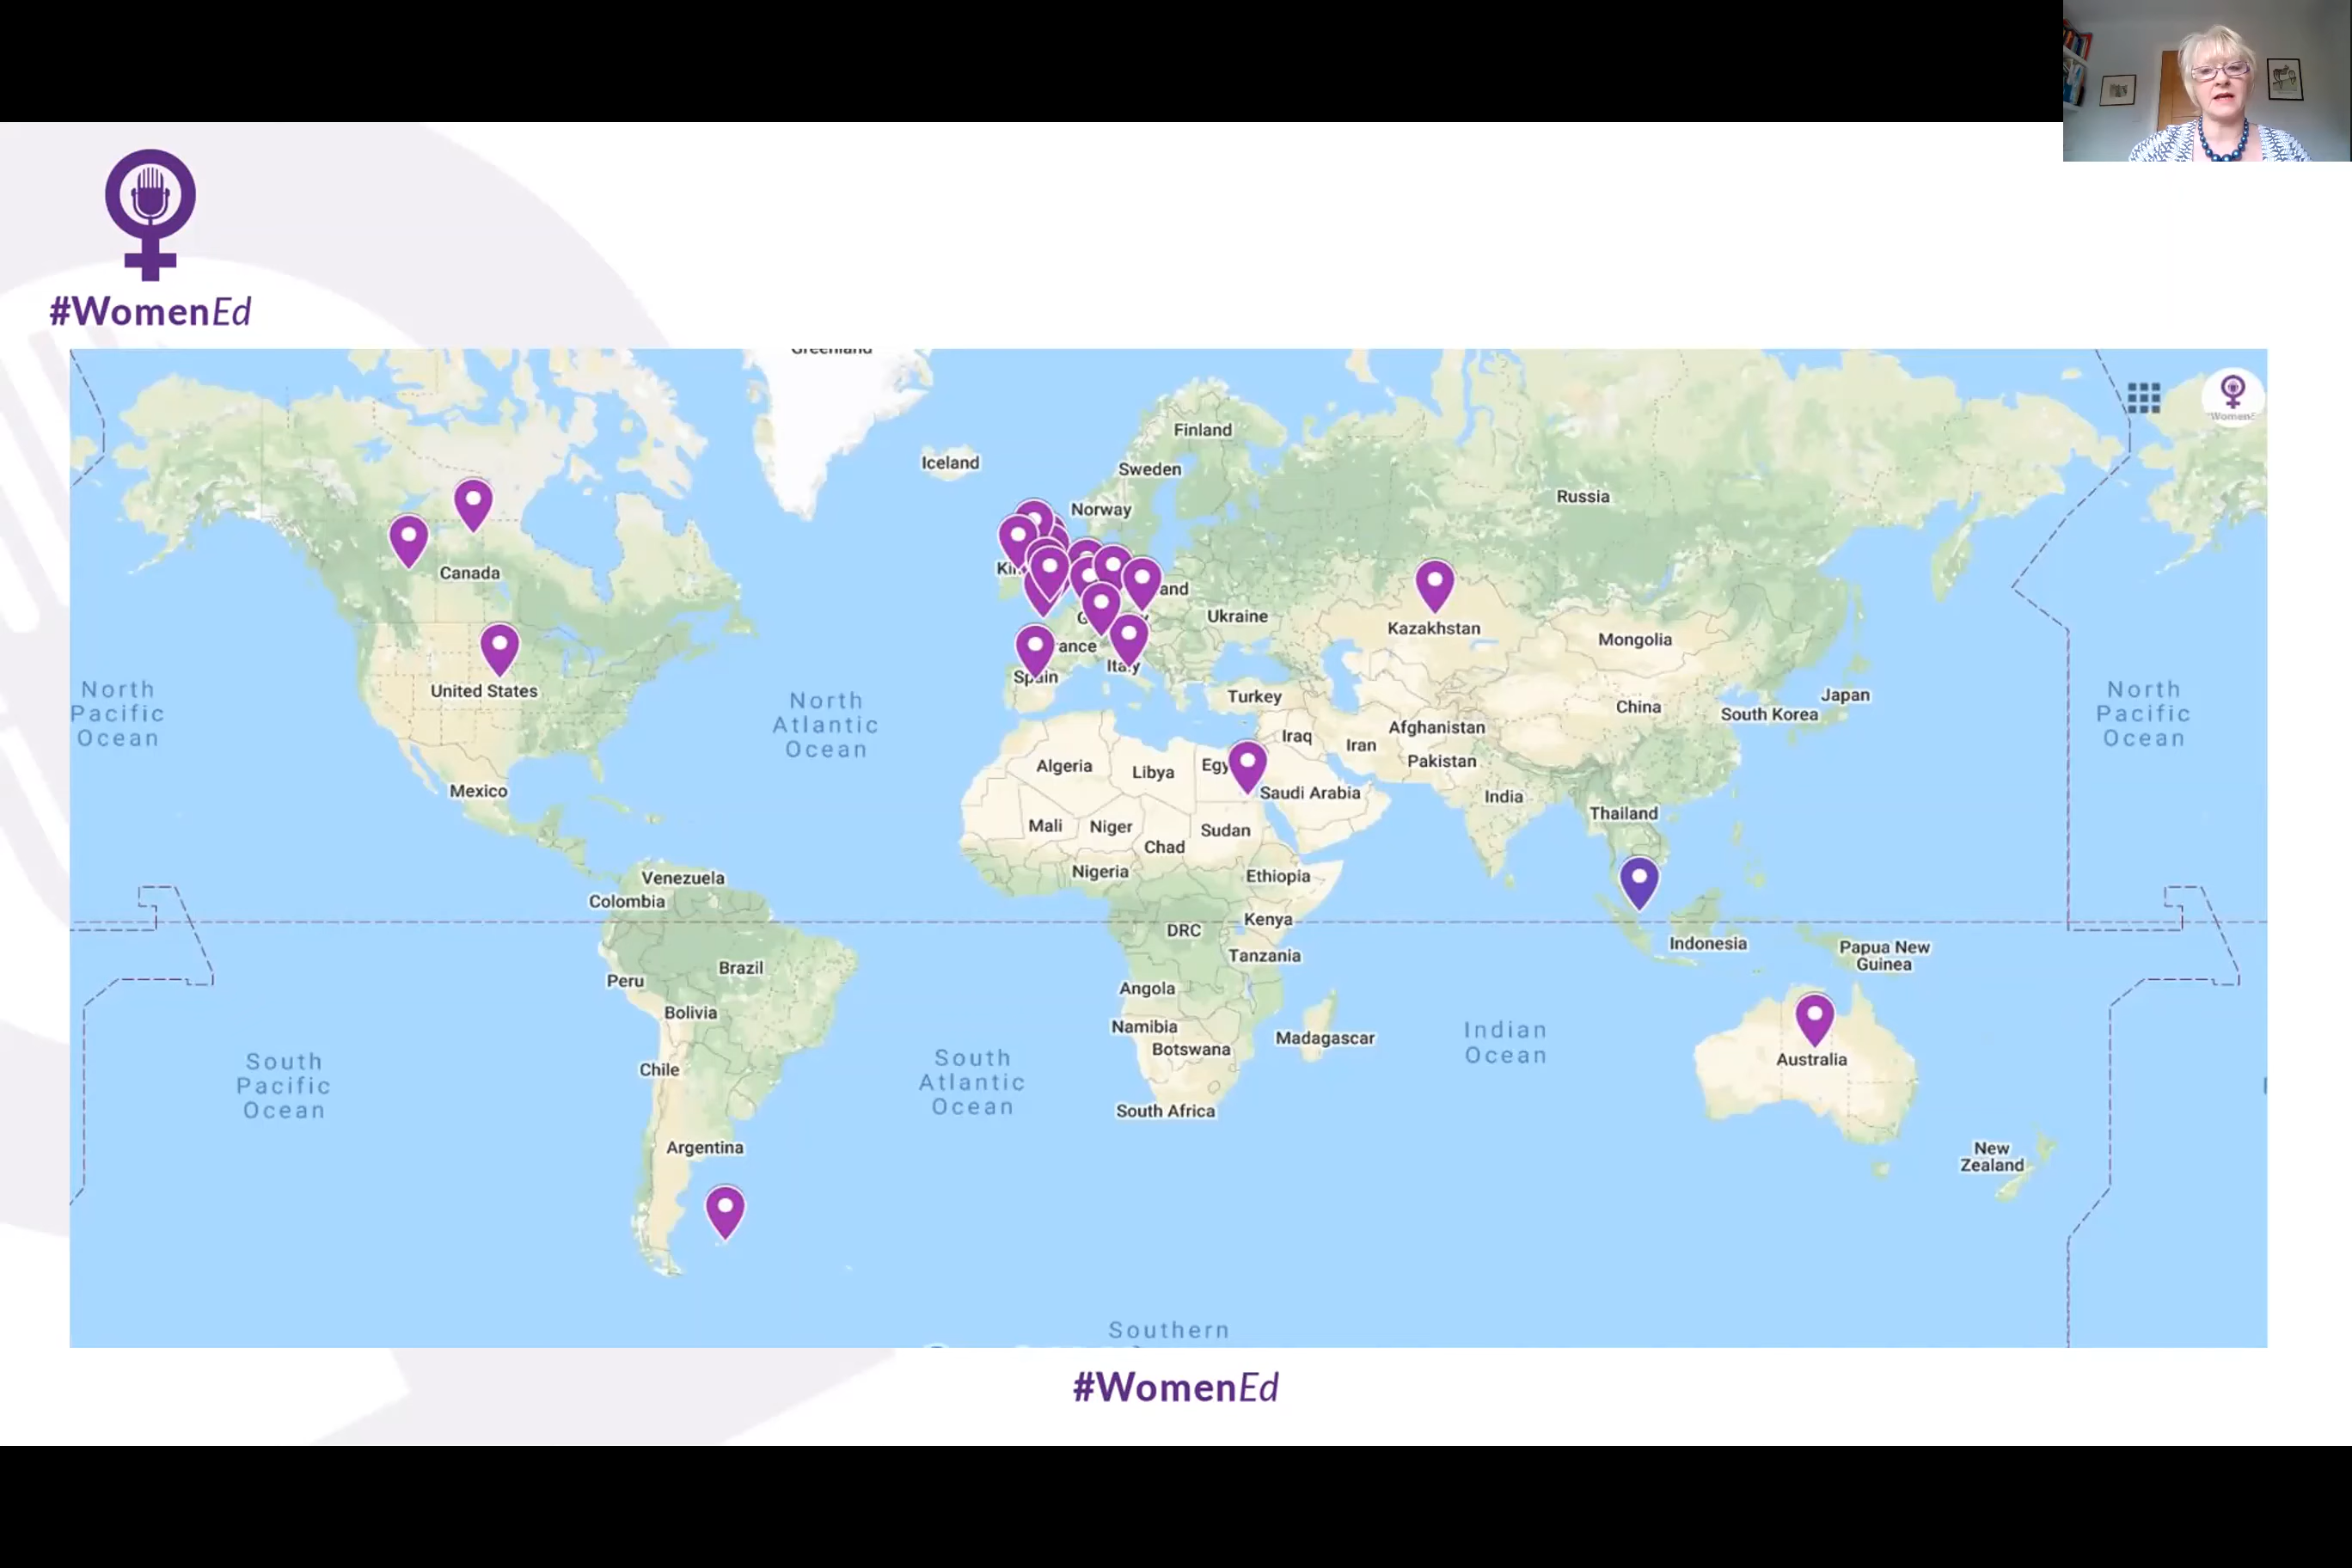 #WomenEd
Greenland
Finland
Iceland
Sweden
Russia
Norway
Canada
Ukraine
Kazakhstan
Mongolia
Italy
Spain
United States
Turkey
Japan
China
South Korea
North
Pacific
Ocean
North
Atlantic
Ocean
North
Pacific
Ocean
Afghanistan
Iraq
Iran
Pakistan
Algeria
Libya
Mexico
Saudi Arabia
India
Thailand
Mali
Niger
Sudan
Chad
Nigeria
Ethiopia
Venezuela
Colombia
Kenya
DRC
Indonesia
Papua New
Guinea
Tanzania
Brazil
Peru
Angola
Bolivia
Namibia
Botswana
Madagascar
Indian
Ocean
Australia
Chile
South
Pacific
Ocean
South
Atlantic
Ocean
South Africa
Argentina
New
Zealand
Southern
#WomenEd